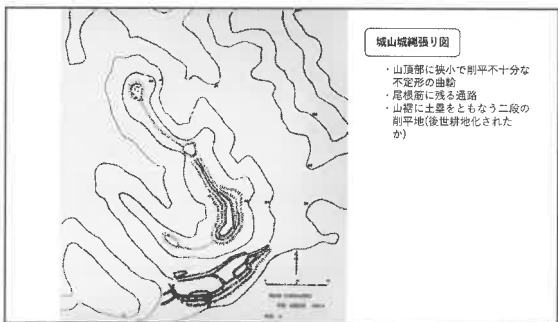 城山城縄張り図
・山頂部に狭小で削平不十分な
不定形の曲輪
・尾根筋に残る通路
・山裾に土塁をともなう二段の
削平地(後世耕地化された
か)